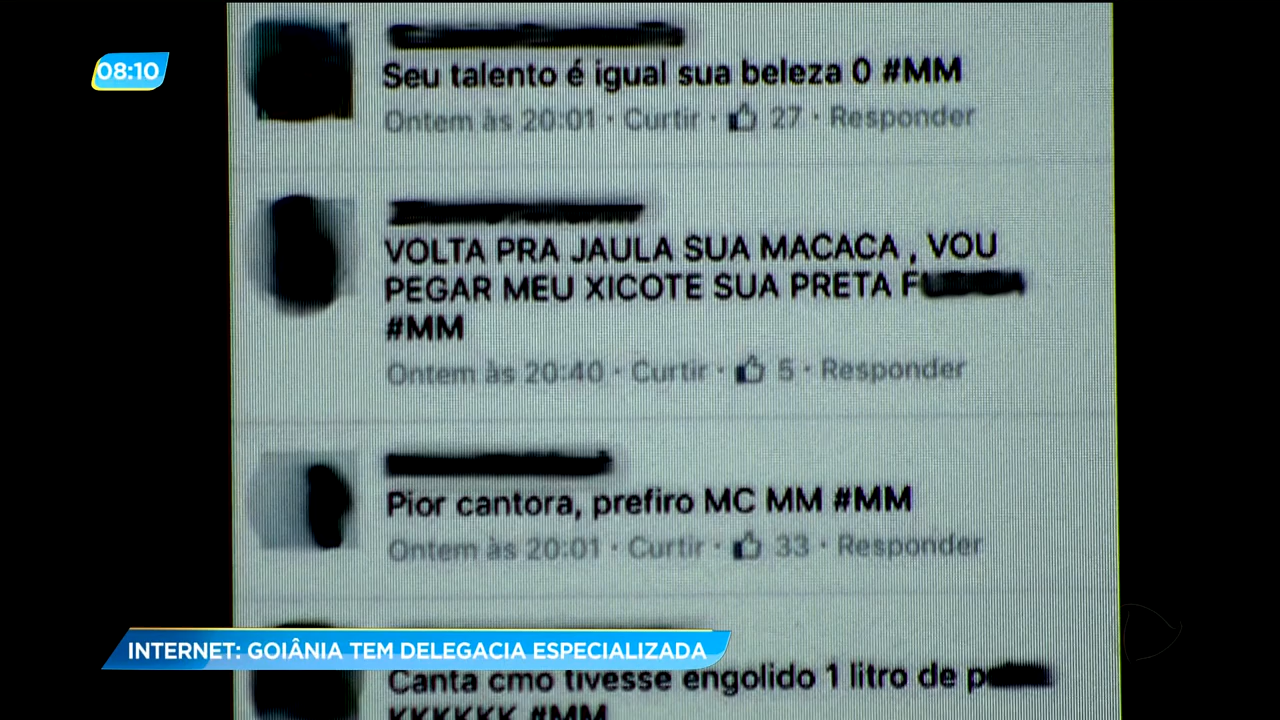 08:10
Seu talento é igual sua beleza 0 #MM
Ontem às 20:01 · Curtir · 27 · Responder
VOLTA PRA JAULA SUA MACACA , VOU
PEGAR MEU XICOTE SUA PRETA F
#MM
Ontem às 20:40 · Curtir · 5 · Responder
Pior cantora, prefiro MC MM #MM
Ontem às 20:01 · Curtir · 33 · Responder
INTERNET: GOIÂNIA TEM DELEGACIA ESPECIALIZADA
Canta cmo tivesse engolido 1 litro de p
KKKKKK #MM